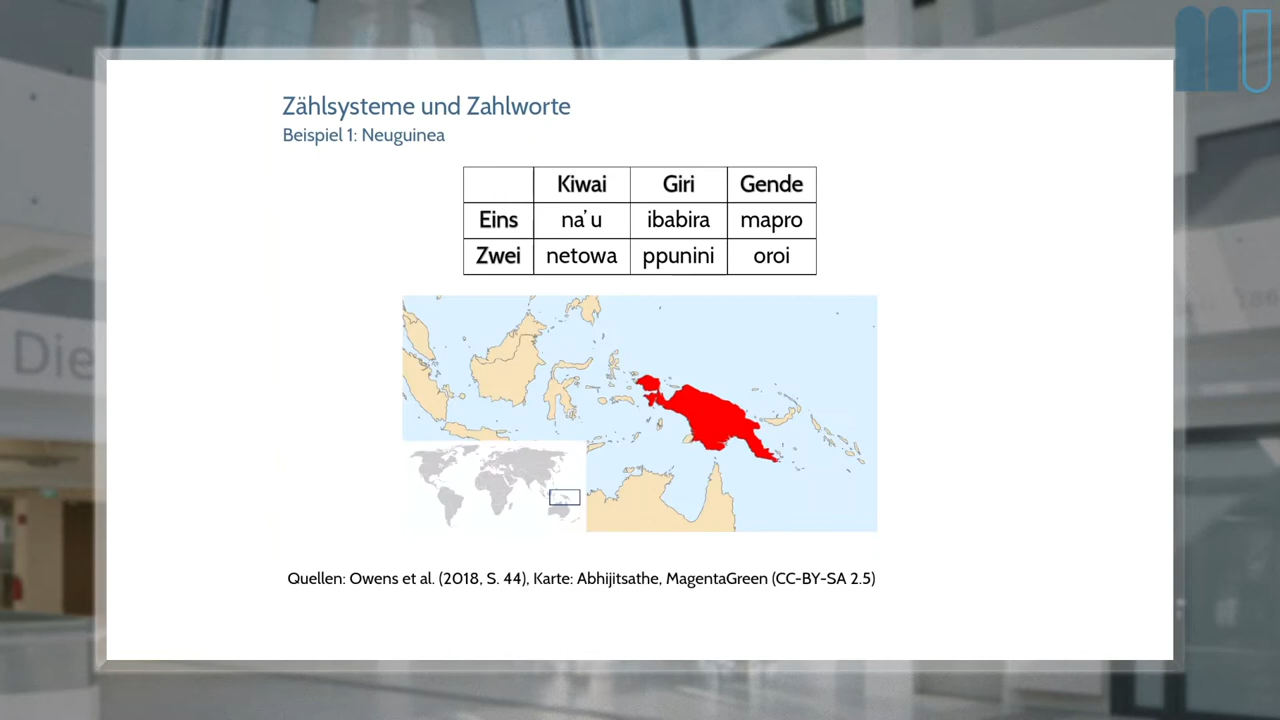 Zählsysteme und Zahlworte
Beispiel 1: Neuguinea
Kiwai Giri Gende
Eins na’u ibabira mapro
Zwei netowa ppunini oroi
Die
Quellen: Owens et al. (2018, S. 44), Karte: Abhijitsathe, MagentaGreen (CC-BY-SA 2.5)